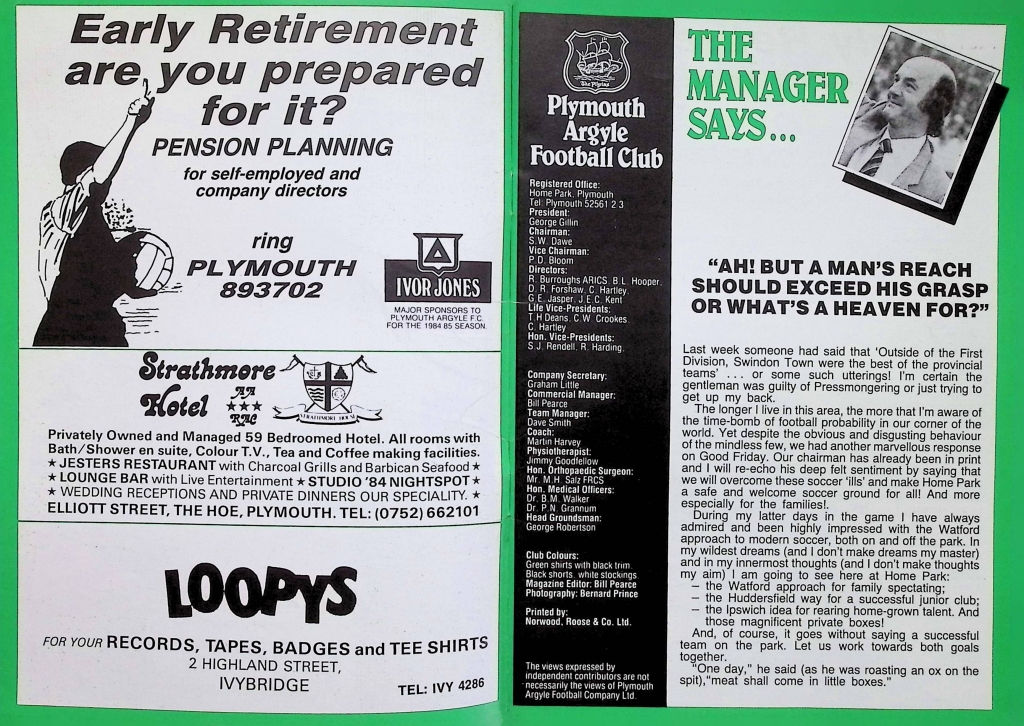 Early Retirement
are you prepared
for it?
PENSION PLANNING
for self-employed and
company directors
ring
PLYMOUTH
893702
IVOR JONES
MAJOR SPONSORS TO
PLYMOUTH ARGYLE F.C.
FOR THE 1984 85 SEASON.
Strathmore
Hotel
AA
★★★
RAC
STRATHMORE HOUSE
Privately Owned and Managed 59 Bedroomed Hotel. All rooms with
Bath/Shower en suite, Colour T.V., Tea and Coffee making facilities.
★ JESTERS RESTAURANT with Charcoal Grills and Barbican Seafood ★
★ LOUNGE BAR with Live Entertainment ★ STUDIO '84 NIGHTSPOT ★
★ WEDDING RECEPTIONS AND PRIVATE DINNERS OUR SPECIALITY. ★
ELLIOTT STREET, THE HOE, PLYMOUTH. TEL: (0752) 662101
LOOPYS
FOR YOUR RECORDS, TAPES, BADGES and TEE SHIRTS
2 HIGHLAND STREET,
IVYBRIDGE
TEL: IVY 4286
The Pilgrims
Plymouth
Argyle
Football Club
Registered Office:
Home Park, Plymouth
Tel: Plymouth 52561 2 3
President:
George Gillin
Chairman:
S.W. Dawe
Vice Chairman:
P.D. Bloom
Directors:
R. Burroughs ARICS, B.L. Hooper,
D. R. Forshaw, C. Hartley,
G.E. Jasper, J.E.C. Kent
Life Vice-Presidents:
T.H Deans, C.W. Crookes,
C. Hartley
Hon. Vice-Presidents:
S.J. Rendell, R. Harding.
Company Secretary:
Graham Little
Commercial Manager:
Bill Pearce
Team Manager:
Dave Smith
Coach:
Martin Harvey
Physiotherapist:
Jimmy Goodfellow
Hon. Orthopaedic Surgeon:
Mr. M.H. Salz FRCS
Hon. Medical Officers:
Dr. B.M. Walker
Dr. P.N. Grannum
Head Groundsman:
George Robertson
Club Colours:
Green shirts with black trim.
Black shorts, white stockings.
Magazine Editor: Bill Pearce
Photography: Bernard Prince
Printed by:
Norwood, Roose & Co. Ltd.
The views expressed by
independent contributors are not
necessarily the views of Plymouth
Argyle Football Company Ltd.
THE
MANAGER
SAYS...
“AH! BUT A MAN'S REACH
SHOULD EXCEED HIS GRASP
OR WHAT'S A HEAVEN FOR?”
Last week someone had said that 'Outside of the First
Division, Swindon Town were the best of the provincial
teams' . . . or some such utterings! I'm certain the
gentleman was guilty of Pressmongering or just trying to
get up my back.
The longer I live in this area, the more that I'm aware of
the time-bomb of football probability in our corner of the
world. Yet despite the obvious and disgusting behaviour
of the mindless few, we had another marvellous response
on Good Friday. Our chairman has already been in print
and I will re-echo his deep felt sentiment by saying that
we will overcome these soccer 'ills' and make Home Park
a safe and welcome soccer ground for all! And more
especially for the families!.
During my latter days in the game I have always
admired and been highly impressed with the Watford
approach to modern soccer, both on and off the park. In
my wildest dreams (and I don't make dreams my master)
and in my innermost thoughts (and I don't make thoughts
my aim) I am going to see here at Home Park:
– the Watford approach for family spectating;
– the Huddersfield way for a successful junior club;
– the Ipswich idea for rearing home-grown talent. And
those magnificent private boxes!
And, of course, it goes without saying a successful
team on the park. Let us work towards both goals
together.
"One day," he said (as he was roasting an ox on the
spit),"meat shall come in little boxes."